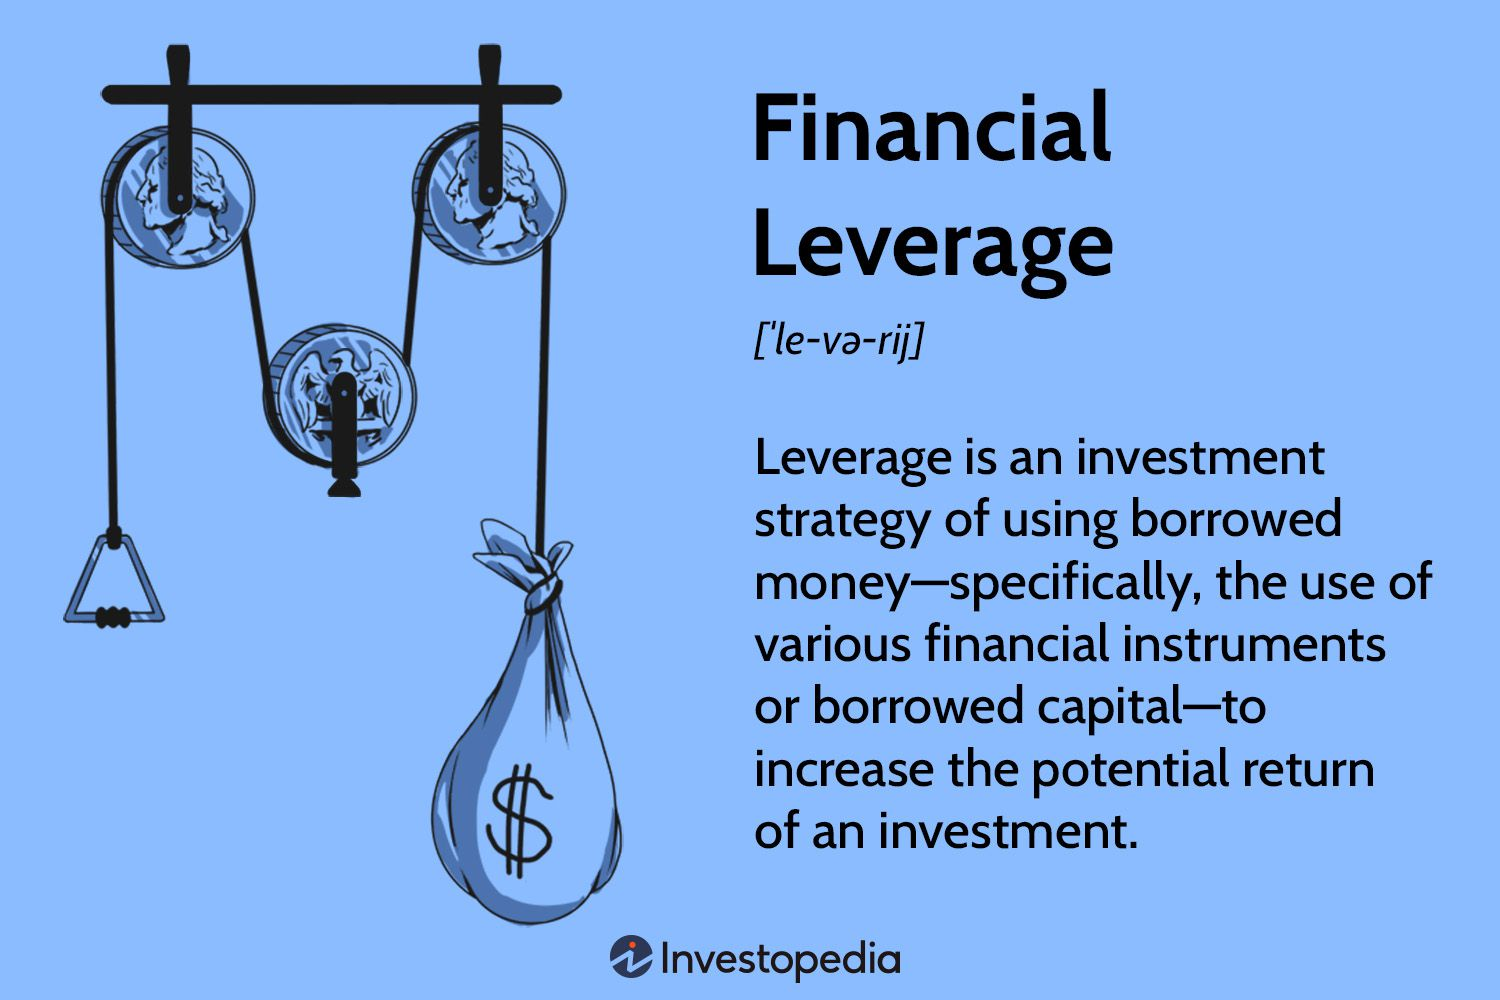 Financial
Leverage
['le-və-rij]
Leverage is an investment
strategy of using borrowed
money—specifically, the use of
various financial instruments
or borrowed capital—to
increase the potential return
of an investment.
$
Investopedia